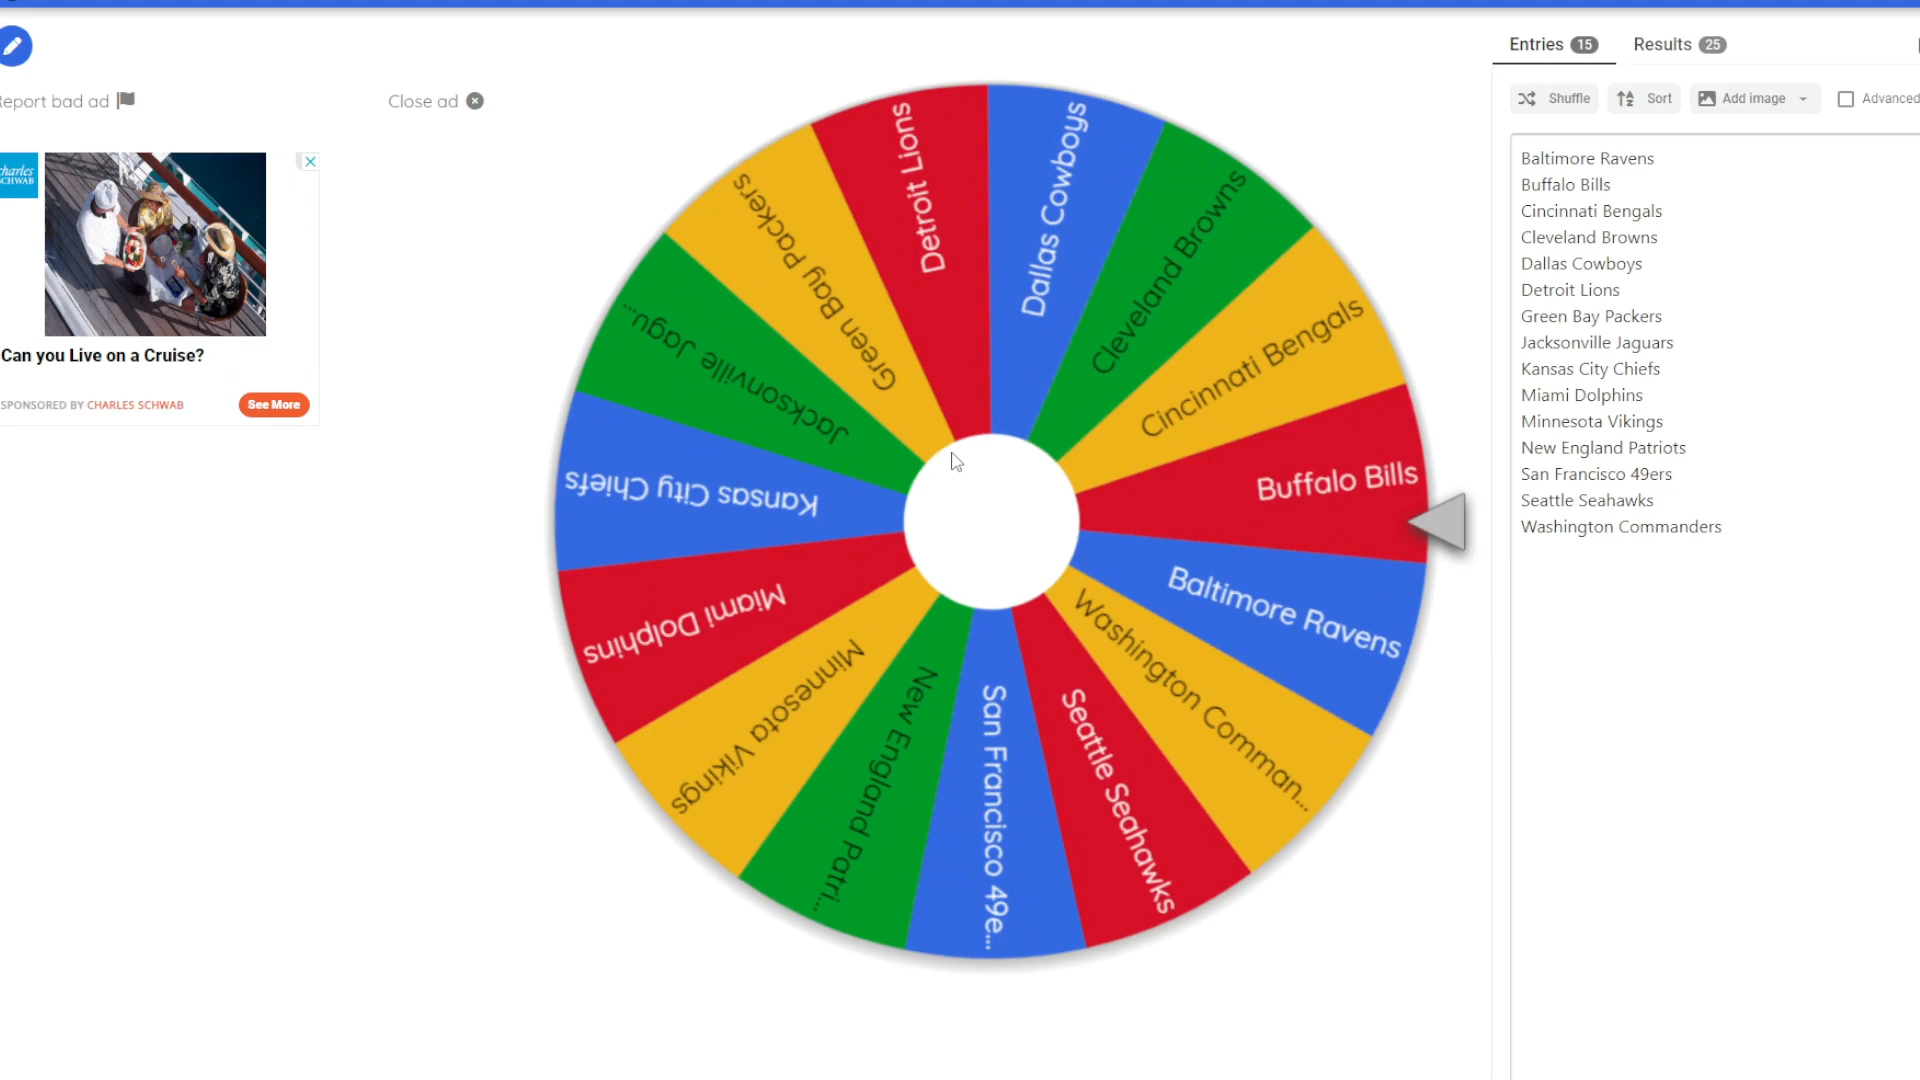 Entries 15
Results 25
Report bad ad
Close ad
Shuffle
Sort
Add image
Advanced
charles
SCHWAB
Can you Live on a Cruise?
SPONSORED BY CHARLES SCHWAB
See More
Detroit Lions
Dallas Cowboys
Cleveland Browns
Cincinnati Bengals
Buffalo Bills
Baltimore Ravens
Washington Comman...
Seattle Seahawks
San Francisco 49e...
New England Patri...
Minnesota Vikings
Miami Dolphins
Kansas City Chiefs
Jacksonville Jagu...
Green Bay Packers
Baltimore Ravens
Buffalo Bills
Cincinnati Bengals
Cleveland Browns
Dallas Cowboys
Detroit Lions
Green Bay Packers
Jacksonville Jaguars
Kansas City Chiefs
Miami Dolphins
Minnesota Vikings
New England Patriots
San Francisco 49ers
Seattle Seahawks
Washington Commanders